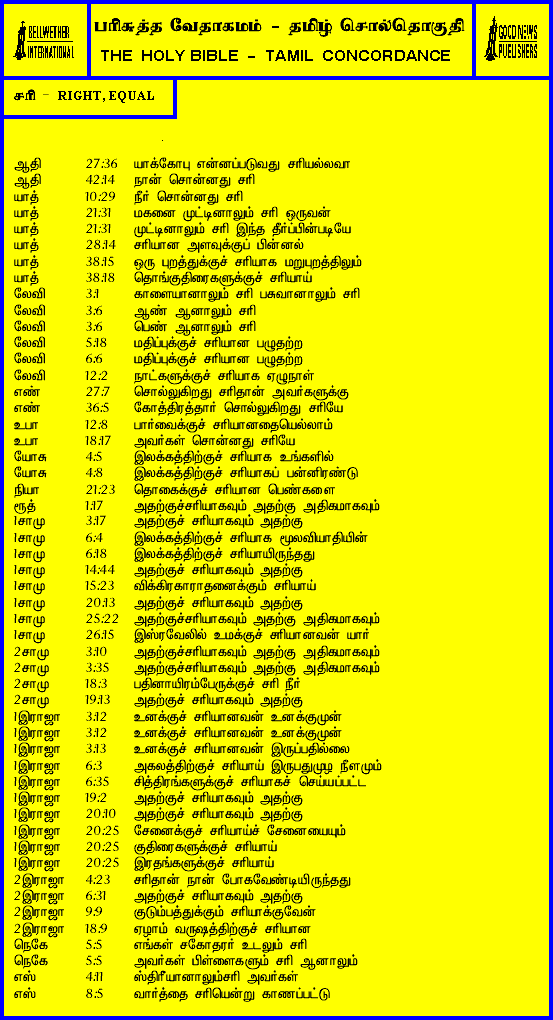 BELLWETHER
INTERNATIONAL
பரிசுத்த வேதாகமம் - தமிழ் சொல்தொகுதி
THE HOLY BIBLE - TAMIL CONCORDANCE
GOOD NEWS
PUBLISHERS
சரி - RIGHT, EQUAL
ஆதி 27:36 யாக்கோபு என்னப்படுவது சரியல்லவா
ஆதி 42:14 நான் சொன்னது சரி
யாத் 10:29 நீர் சொன்னது சரி
யாத் 21:31 மகனை முட்டினாலும் சரி ஒருவன்
யாத் 21:31 முட்டினாலும் சரி இந்த தீர்ப்பின்படியே
யாத் 28:14 சரியான அளவுக்குப் பின்னல்
யாத் 38:15 ஒரு புறத்துக்குச் சரியாக மறுபுறத்திலும்
யாத் 38:18 தொங்குதிரைகளுக்குச் சரியாய்
லேவி 3:1 காளையானாலும் சரி பசுவானாலும் சரி
லேவி 3:6 ஆண் ஆனாலும் சரி
லேவி 3:6 பெண் ஆனாலும் சரி
லேவி 5:18 மதிப்புக்குச் சரியான பழுதற்ற
லேவி 6:6 மதிப்புக்குச் சரியான பழுதற்ற
லேவி 12:2 நாட்களுக்குச் சரியாக ஏழுநாள்
எண் 27:7 சொல்லுகிறது சரிதான் அவர்களுக்கு
எண் 36:5 கோத்திரத்தார் சொல்லுகிறது சரியே
உபா 12:8 பார்வைக்குச் சரியானதையெல்லாம்
உபா 18:17 அவர்கள் சொன்னது சரியே
யோசு 4:5 இலக்கத்திற்குச் சரியாக உங்களில்
யோசு 4:8 இலக்கத்திற்குச் சரியாகப் பன்னிரண்டு
நியா 21:23 தொகைக்குச் சரியான பெண்களை
ரூத் 1:17 அதற்குச்சரியாகவும் அதற்கு அதிகமாகவும்
1சாமு 3:17 அதற்குச் சரியாகவும் அதற்கு
1சாமு 6:4 இலக்கத்திற்குச் சரியாக மூலவியாதியின்
1சாமு 6:18 இலக்கத்திற்குச் சரியாயிருந்தது
1சாமு 14:44 அதற்குச் சரியாகவும் அதற்கு
1சாமு 15:23 விக்கிரகாராதனைக்கும் சரியாய்
1சாமு 20:13 அதற்குச் சரியாகவும் அதற்கு
1சாமு 25:22 அதற்குச்சரியாகவும் அதற்கு அதிகமாகவும்
1சாமு 26:15 இஸ்ரவேலில் உமக்குச் சரியானவன் யார்
2சாமு 3:10 அதற்குச்சரியாகவும் அதற்கு அதிகமாகவும்
2சாமு 3:35 அதற்குச்சரியாகவும் அதற்கு அதிகமாகவும்
2சாமு 18:3 பதினாயிரம்பேருக்குச் சரி நீர்
2சாமு 19:13 அதற்குச் சரியாகவும் அதற்கு
1இராஜா 3:12 உனக்குச் சரியானவன் உனக்குமுன்
1இராஜா 3:12 உனக்குச் சரியானவன் உனக்குமுன்
1இராஜா 3:13 உனக்குச் சரியானவன் இருப்பதில்லை
1இராஜா 6:3 அகலத்திற்குச் சரியாய் இருபதுமுழ நீளமும்
1இராஜா 6:35 சித்திரங்களுக்குச் சரியாகச் செய்யப்பட்ட
1இராஜா 19:2 அதற்குச் சரியாகவும் அதற்கு
1இராஜா 20:10 அதற்குச் சரியாகவும் அதற்கு
1இராஜா 20:25 சேனைக்குச் சரியாய்ச் சேனையையும்
1இராஜா 20:25 குதிரைகளுக்குச் சரியாய்
1இராஜா 20:25 இரதங்களுக்குச் சரியாய்
2இராஜா 4:23 சரிதான் நான் போகவேண்டியிருந்தது
2இராஜா 6:31 அதற்குச் சரியாகவும் அதற்கு
2இராஜா 9:9 குடும்பத்துக்கும் சரியாக்குவேன்
2இராஜா 18:9 ஏழாம் வருஷத்திற்குச் சரியான
நெகே 5:5 எங்கள் சகோதரர் உடலும் சரி
நெகே 5:5 அவர்கள் பிள்ளைகளும் சரி ஆனாலும்
எஸ் 4:11 ஸ்திரீயானாலும்சரி அவர்கள்
எஸ் 8:5 வார்த்தை சரியென்று காணப்பட்டு